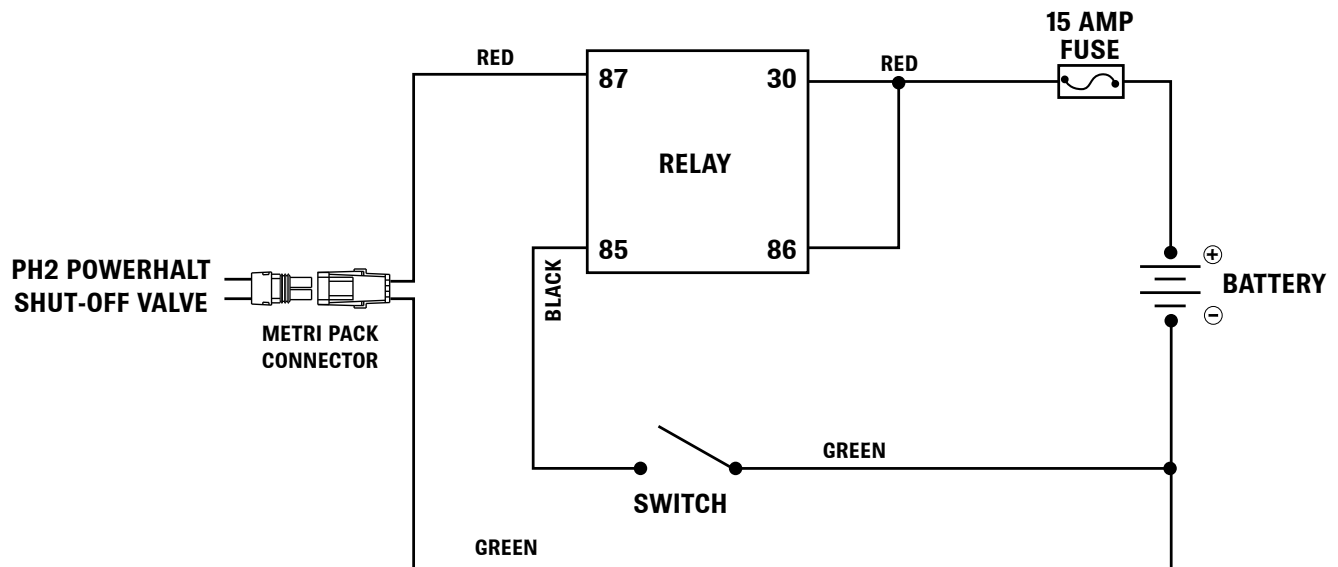 15 AMP
FUSE
RED
RED
87
30
RELAY
85
86
BLACK
PH2 POWERHALT
SHUT-OFF VALVE
METRI PACK
CONNECTOR
+
BATTERY
−
GREEN
SWITCH
GREEN